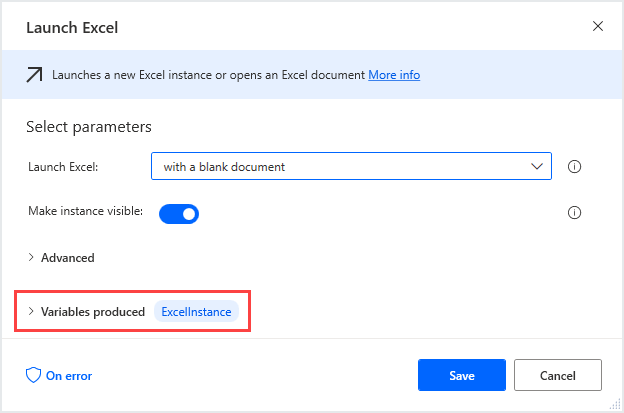 Launch Excel
Launches a new Excel instance or opens an Excel document More info
Select parameters
Launch Excel: with a blank document
Make instance visible:
Advanced
Variables produced ExcelInstance
On error Save Cancel